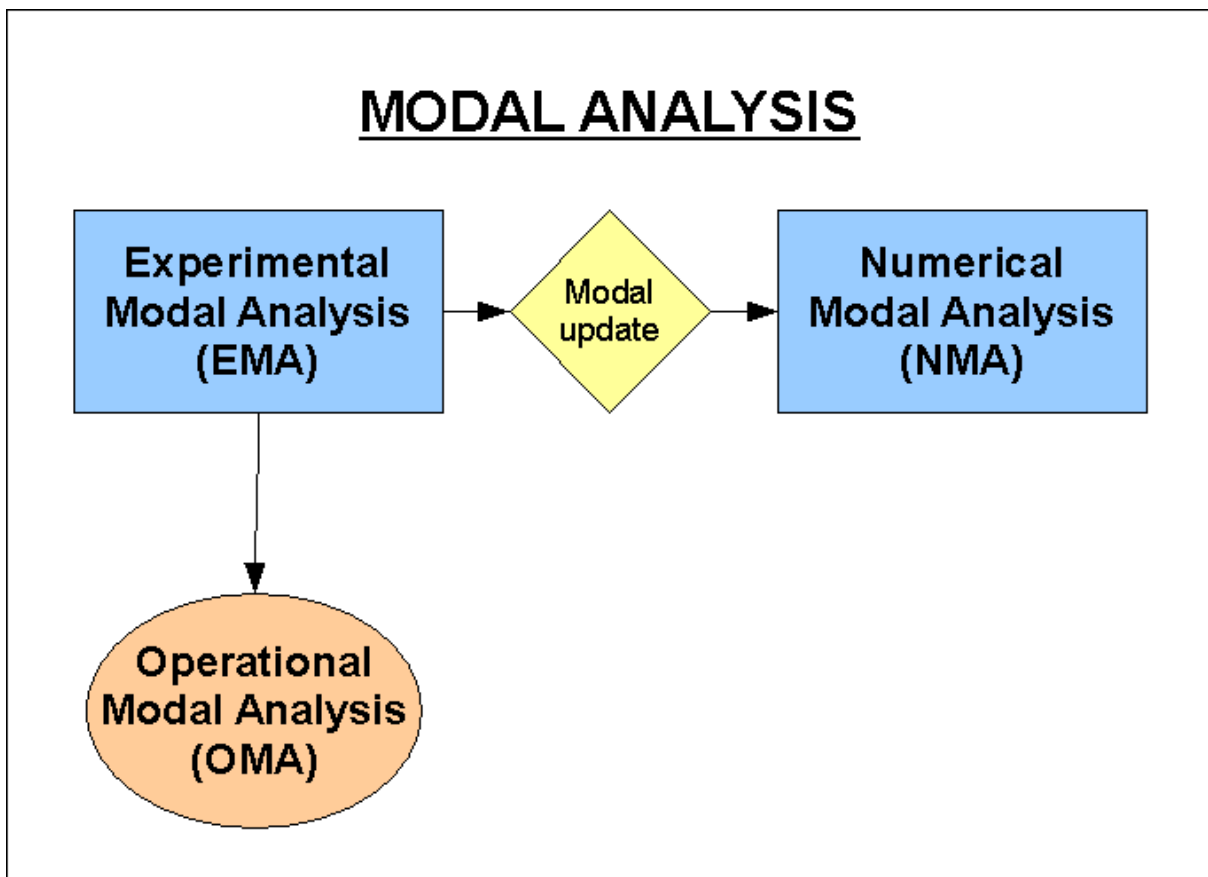 MODAL ANALYSIS
Experimental
Modal Analysis
(EMA)
Modal
update
Numerical
Modal Analysis
(NMA)
Operational
Modal Analysis
(OMA)